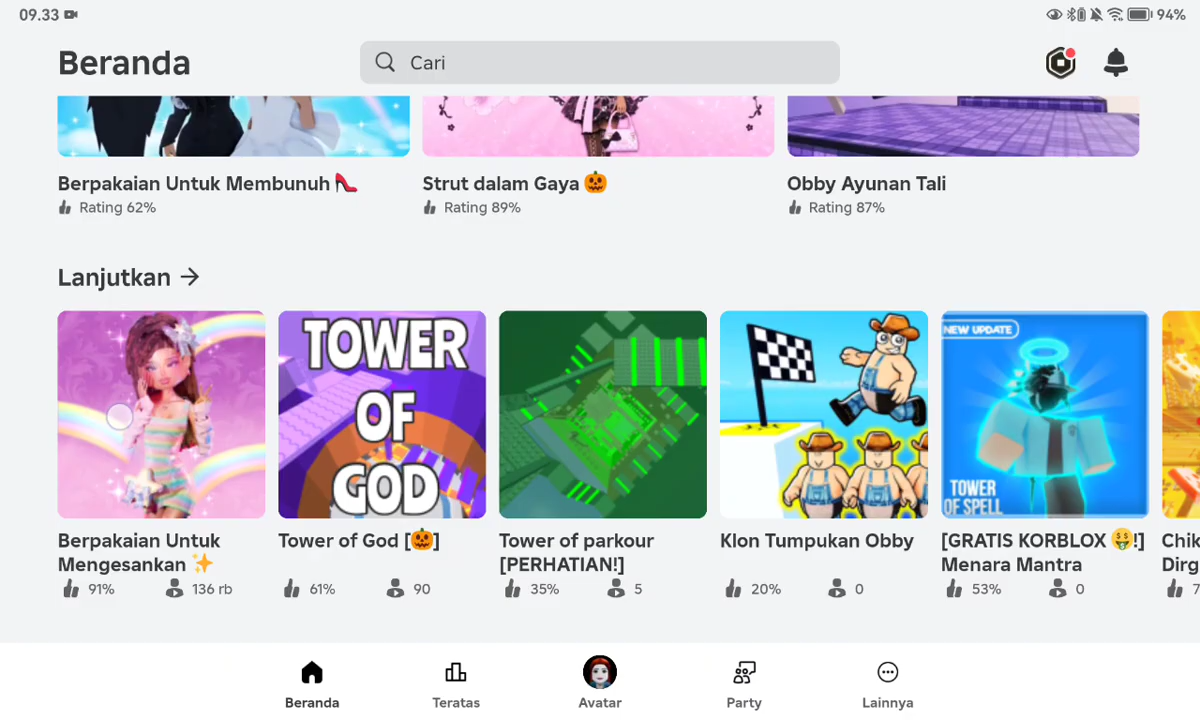 09.33
94%
Beranda
Cari
Berpakaian Untuk Membunuh 👠
Strut dalam Gaya 🎃
Obby Ayunan Tali
Rating 62%
Rating 89%
Rating 87%
Lanjutkan →
TOWER
OF
GOD
NEW UPDATE
TOWER
OF SPELL
Berpakaian Untuk
Mengesankan ✨
91%
136 rb
Tower of God [🎃]
61%
90
Tower of parkour
[PERHATIAN!]
35%
5
Klon Tumpukan Obby
20%
0
[GRATIS KORBLOX 🤑!]
Menara Mantra
53%
0
Chik
Dirg
7
Beranda
Teratas
Avatar
Party
Lainnya